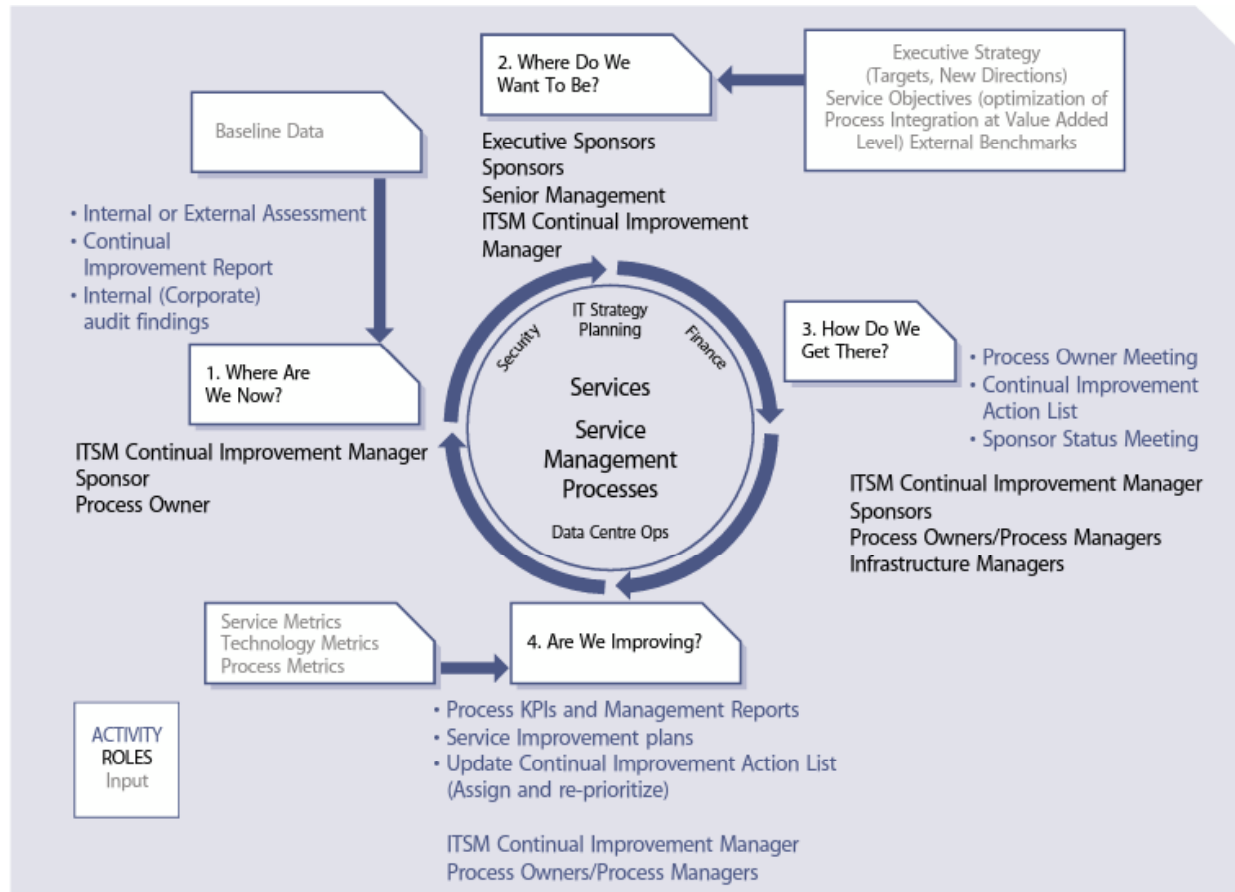 2. Where Do We
Want To Be?
Executive Strategy
(Targets, New Directions)
Service Objectives (optimization of
Process Integration at Value Added
Level) External Benchmarks
Baseline Data
Executive Sponsors
Sponsors
Senior Management
ITSM Continual Improvement
Manager
• Internal or External Assessment
• Continual
Improvement Report
• Internal (Corporate)
audit findings
1. Where Are
We Now?
ITSM Continual Improvement Manager
Sponsor
Process Owner
IT Strategy
Planning
Security
Finance
Services
Service
Management
Processes
Data Centre Ops
3. How Do We
Get There?
• Process Owner Meeting
• Continual Improvement
Action List
• Sponsor Status Meeting
ITSM Continual Improvement Manager
Sponsors
Process Owners/Process Managers
Infrastructure Managers
Service Metrics
Technology Metrics
Process Metrics
4. Are We Improving?
• Process KPIs and Management Reports
• Service Improvement plans
• Update Continual Improvement Action List
(Assign and re-prioritize)
ITSM Continual Improvement Manager
Process Owners/Process Managers
ACTIVITY
ROLES
Input